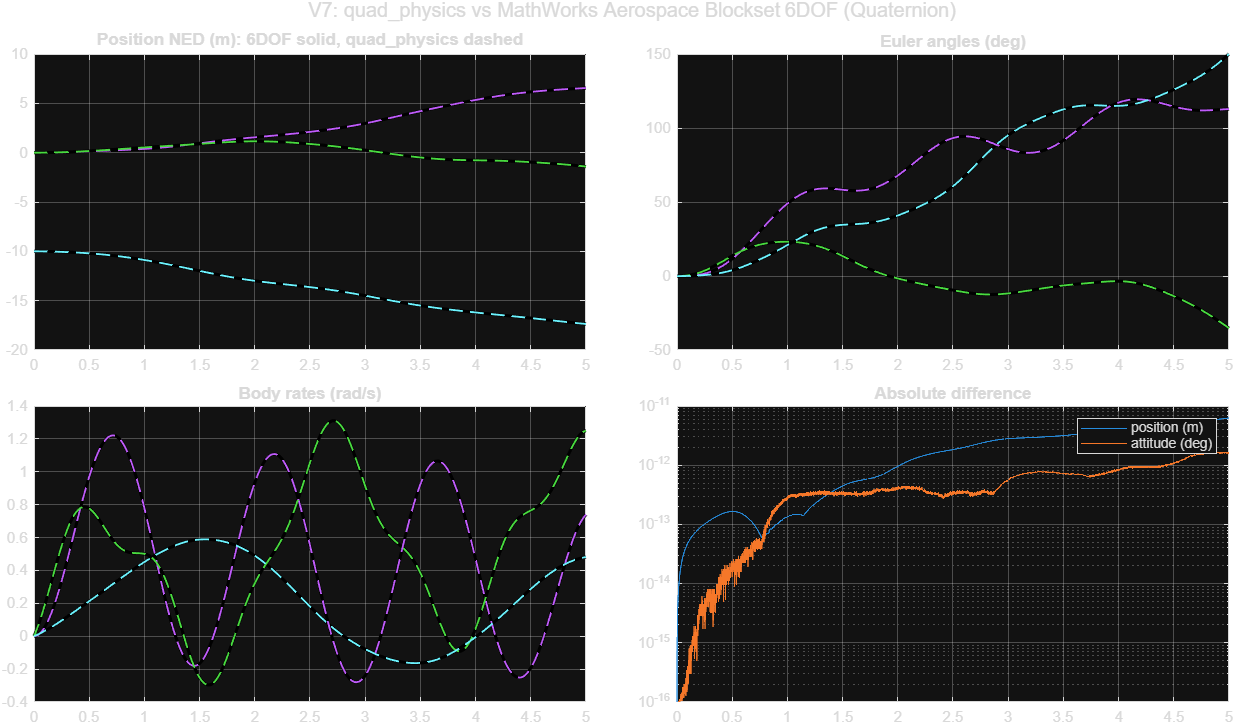 V7: quad_physics vs MathWorks Aerospace Blockset 6DOF (Quaternion)
Position NED (m): 6DOF solid, quad_physics dashed
10
5
0
-5
-10
-15
-20
0 0.5 1 1.5 2 2.5 3 3.5 4 4.5 5
Euler angles (deg)
150
100
50
0
-50
0 0.5 1 1.5 2 2.5 3 3.5 4 4.5 5
Body rates (rad/s)
1.4
1.2
1
0.8
0.6
0.4
0.2
0
-0.2
-0.4
0 0.5 1 1.5 2 2.5 3 3.5 4 4.5 5
Absolute difference
10^-11
10^-12
10^-13
10^-14
10^-15
10^-16
position (m)
attitude (deg)
0 0.5 1 1.5 2 2.5 3 3.5 4 4.5 5